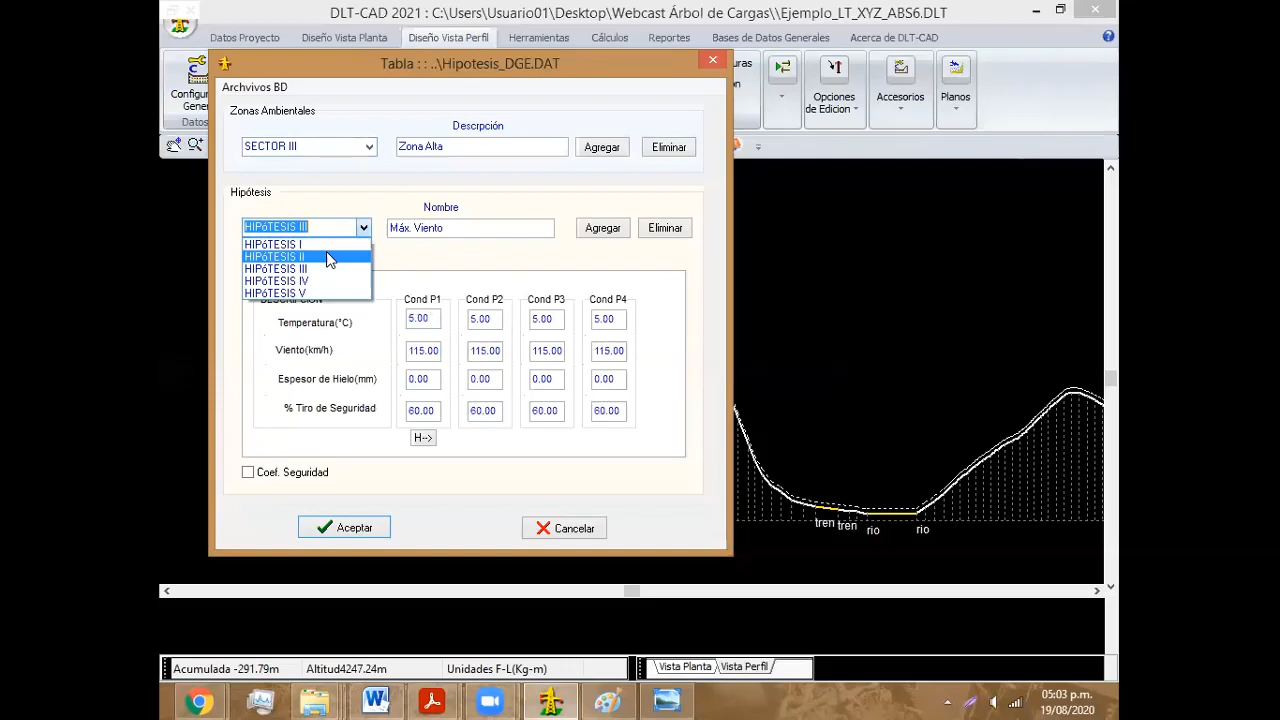 DLT-CAD 2021 : C:\Users\Usuario01\Desktop\Webcast Árbol de Cargas\\Ejemplo_LT_XYZ_ABS6.DLT
Datos Proyecto Diseño Vista Planta Diseño Vista Perfil Herramientas Cálculos Reportes Bases de Datos Generales Acerca de DLT-CAD
Tabla : : ..\Hipotesis_DGE.DAT
Archvivos BD
Zonas Ambientales
Descrpción
SECTOR III Zona Alta Agregar Eliminar
Hipótesis
Nombre
HIPóTESIS III Máx. Viento Agregar Eliminar
HIPóTESIS I
HIPóTESIS II
HIPóTESIS III
HIPóTESIS IV
HIPóTESIS V
Cond P1 Cond P2 Cond P3 Cond P4
Temperatura(°C) 5.00 5.00 5.00 5.00
Viento(km/h) 115.00 115.00 115.00 115.00
Espesor de Hielo(mm) 0.00 0.00 0.00 0.00
% Tiro de Seguridad 60.00 60.00 60.00 60.00
H-->
Coef. Seguridad
Aceptar Cancelar
Configur
Gener
Datos
uras
ón
Opciones
de Edicion
Accesorios
Planos
tren tren rio rio
Acumulada -291.79m Altitud4247.24m Unidades F-L(Kg-m) Vista Planta Vista Perfil
05:03 p.m.
19/08/2020